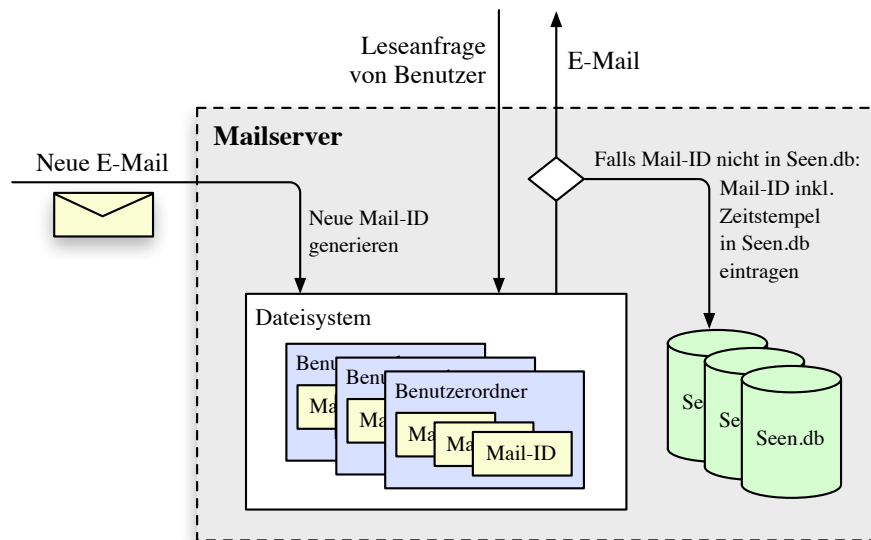 Leseanfrage
von Benutzer
E-Mail
Mailserver
Neue E-Mail
Falls Mail-ID nicht in Seen.db:
Mail-ID inkl.
Zeitstempel
in Seen.db
eintragen
Neue Mail-ID
generieren
Dateisystem
Benutzerordner
Mail-ID
Seen.db